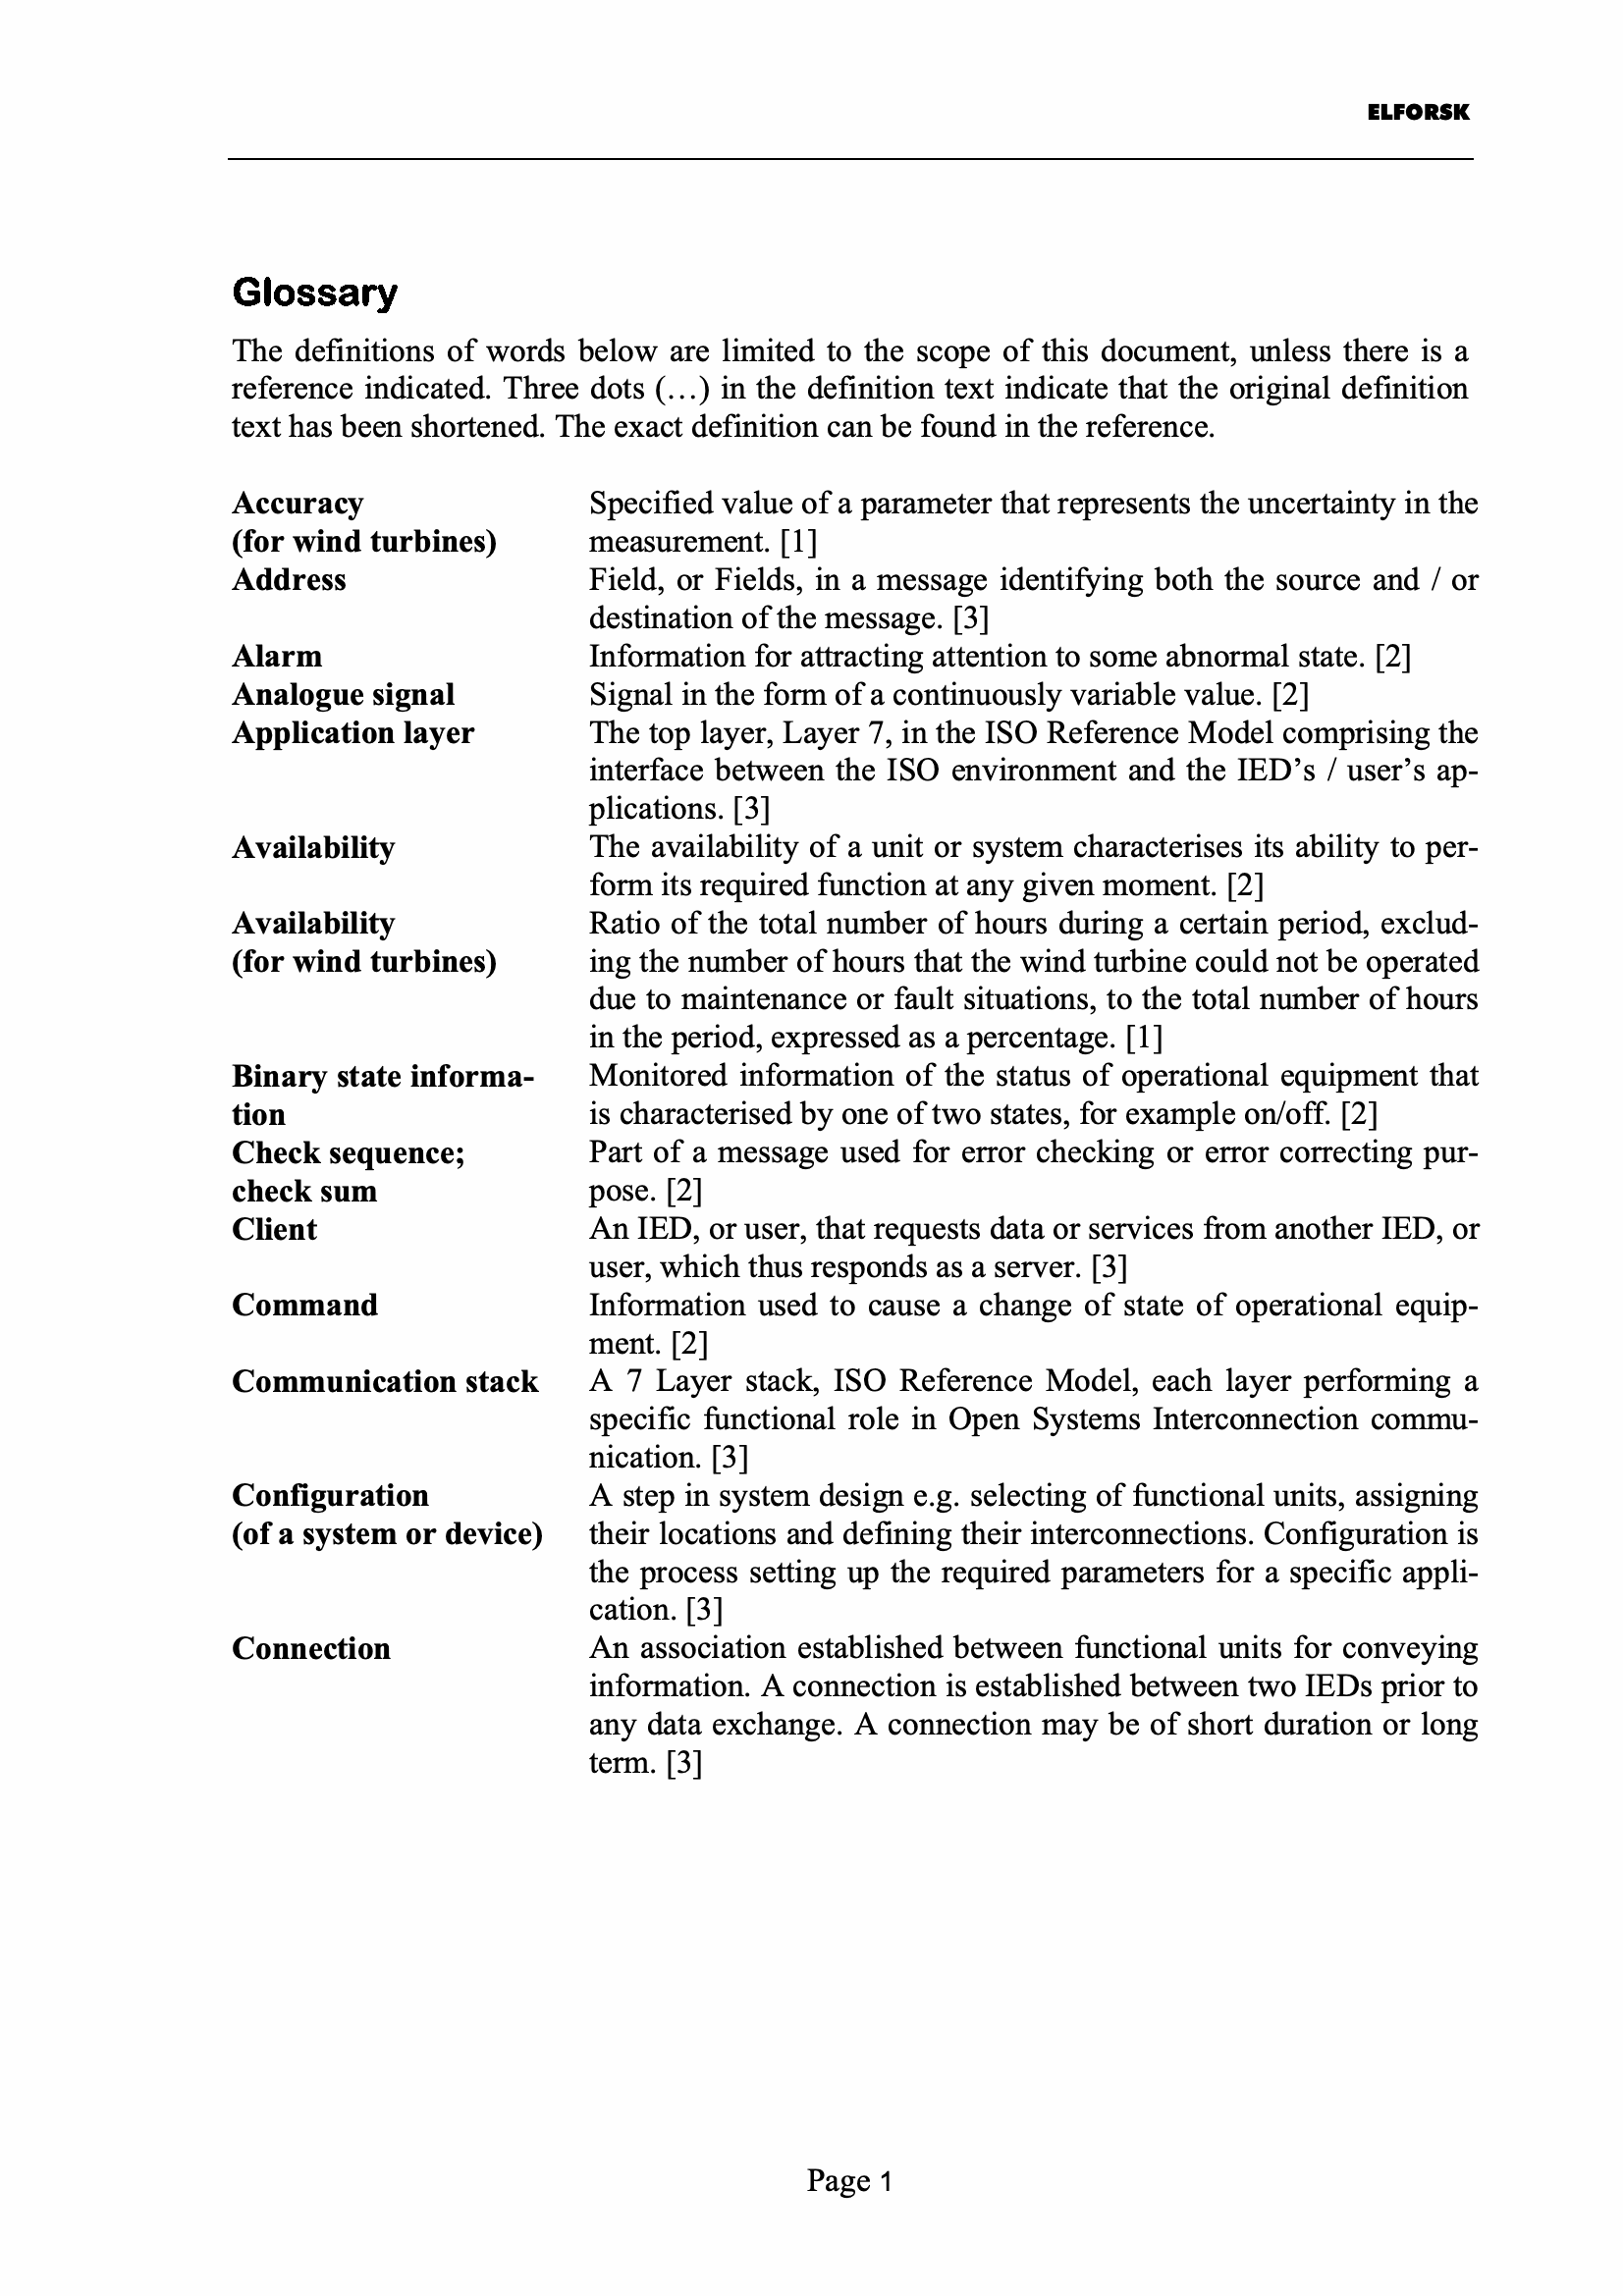 ELFORSK
Glossary
The definitions of words below are limited to the scope of this document, unless there is a
reference indicated. Three dots (…) in the definition text indicate that the original definition
text has been shortened. The exact definition can be found in the reference.
Accuracy
(for wind turbines)
Specified value of a parameter that represents the uncertainty in the
measurement. [1]
Address
Field, or Fields, in a message identifying both the source and / or
destination of the message. [3]
Alarm
Information for attracting attention to some abnormal state. [2]
Analogue signal
Signal in the form of a continuously variable value. [2]
Application layer
The top layer, Layer 7, in the ISO Reference Model comprising the
interface between the ISO environment and the IED’s / user’s ap-
plications. [3]
Availability
The availability of a unit or system characterises its ability to per-
form its required function at any given moment. [2]
Availability
(for wind turbines)
Ratio of the total number of hours during a certain period, exclud-
ing the number of hours that the wind turbine could not be operated
due to maintenance or fault situations, to the total number of hours
in the period, expressed as a percentage. [1]
Binary state informa-
tion
Monitored information of the status of operational equipment that
is characterised by one of two states, for example on/off. [2]
Check sequence;
check sum
Part of a message used for error checking or error correcting pur-
pose. [2]
Client
An IED, or user, that requests data or services from another IED, or
user, which thus responds as a server. [3]
Command
Information used to cause a change of state of operational equip-
ment. [2]
Communication stack
A 7 Layer stack, ISO Reference Model, each layer performing a
specific functional role in Open Systems Interconnection commu-
nication. [3]
Configuration
(of a system or device)
A step in system design e.g. selecting of functional units, assigning
their locations and defining their interconnections. Configuration is
the process setting up the required parameters for a specific appli-
cation. [3]
Connection
An association established between functional units for conveying
information. A connection is established between two IEDs prior to
any data exchange. A connection may be of short duration or long
term. [3]
Page 1